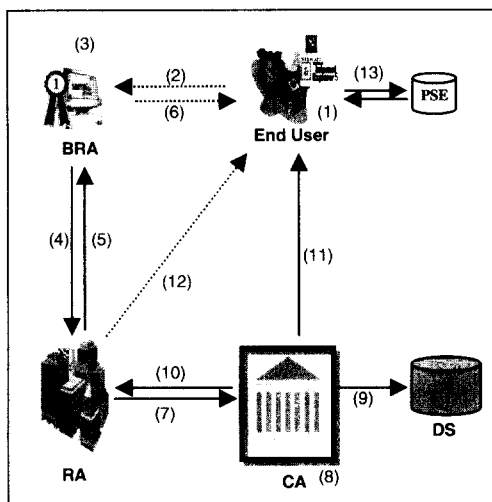 (3)
(2)
(13)
1
PSE
(6)
(1)
BRA
End User
(4)
(5)
(11)
(12)
(10)
(9)
(7)
DS
RA
CA
(8)